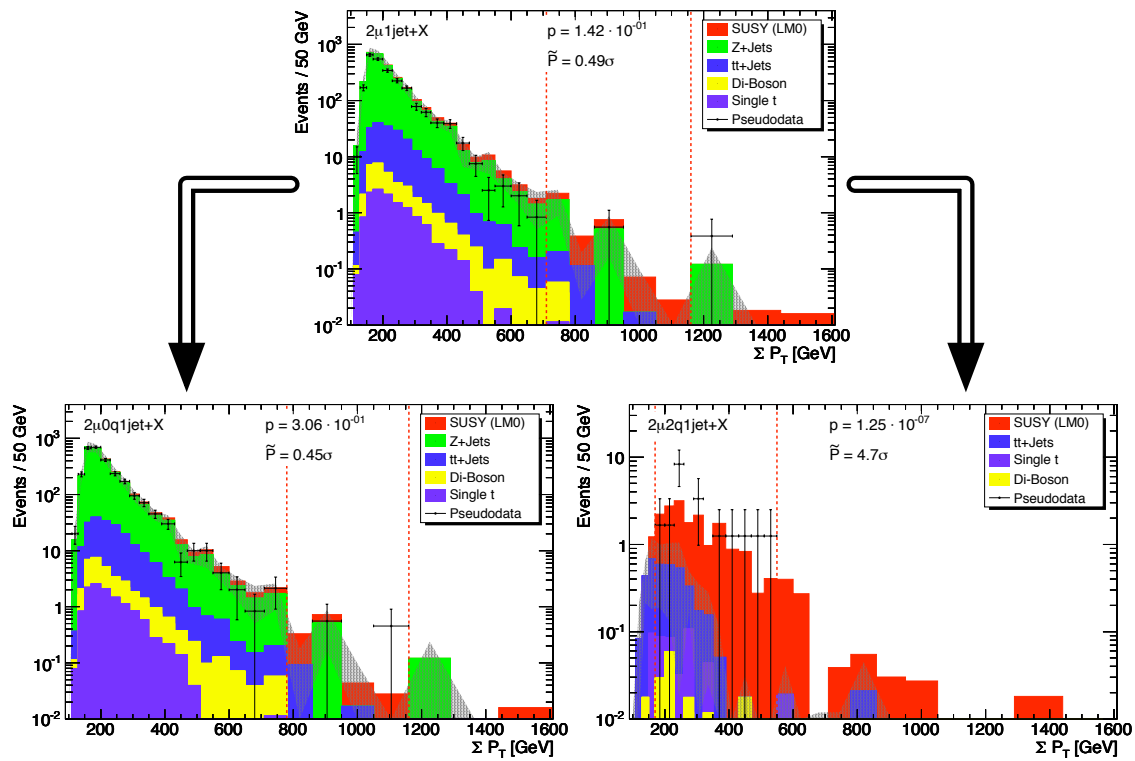 2μ1jet+X
p = 1.42 · 10⁻⁰¹
P̃ = 0.49σ
SUSY (LM0)
Z+Jets
tt+Jets
Di-Boson
Single t
Pseudodata
Events / 50 GeV
10³
10²
10
1
10⁻¹
10⁻²
200 400 600 800 1000 1200 1400 1600
Σ P_T [GeV]
2μ0q1jet+X
p = 3.06 · 10⁻⁰¹
P̃ = 0.45σ
SUSY (LM0)
Z+Jets
tt+Jets
Di-Boson
Single t
Pseudodata
Events / 50 GeV
10³
10²
10
1
10⁻¹
10⁻²
200 400 600 800 1000 1200 1400 1600
Σ P_T [GeV]
2μ2q1jet+X
p = 1.25 · 10⁻⁰⁷
P̃ = 4.7σ
SUSY (LM0)
tt+Jets
Single t
Di-Boson
Pseudodata
Events / 50 GeV
10
1
10⁻¹
10⁻²
200 400 600 800 1000 1200 1400 1600
Σ P_T [GeV]